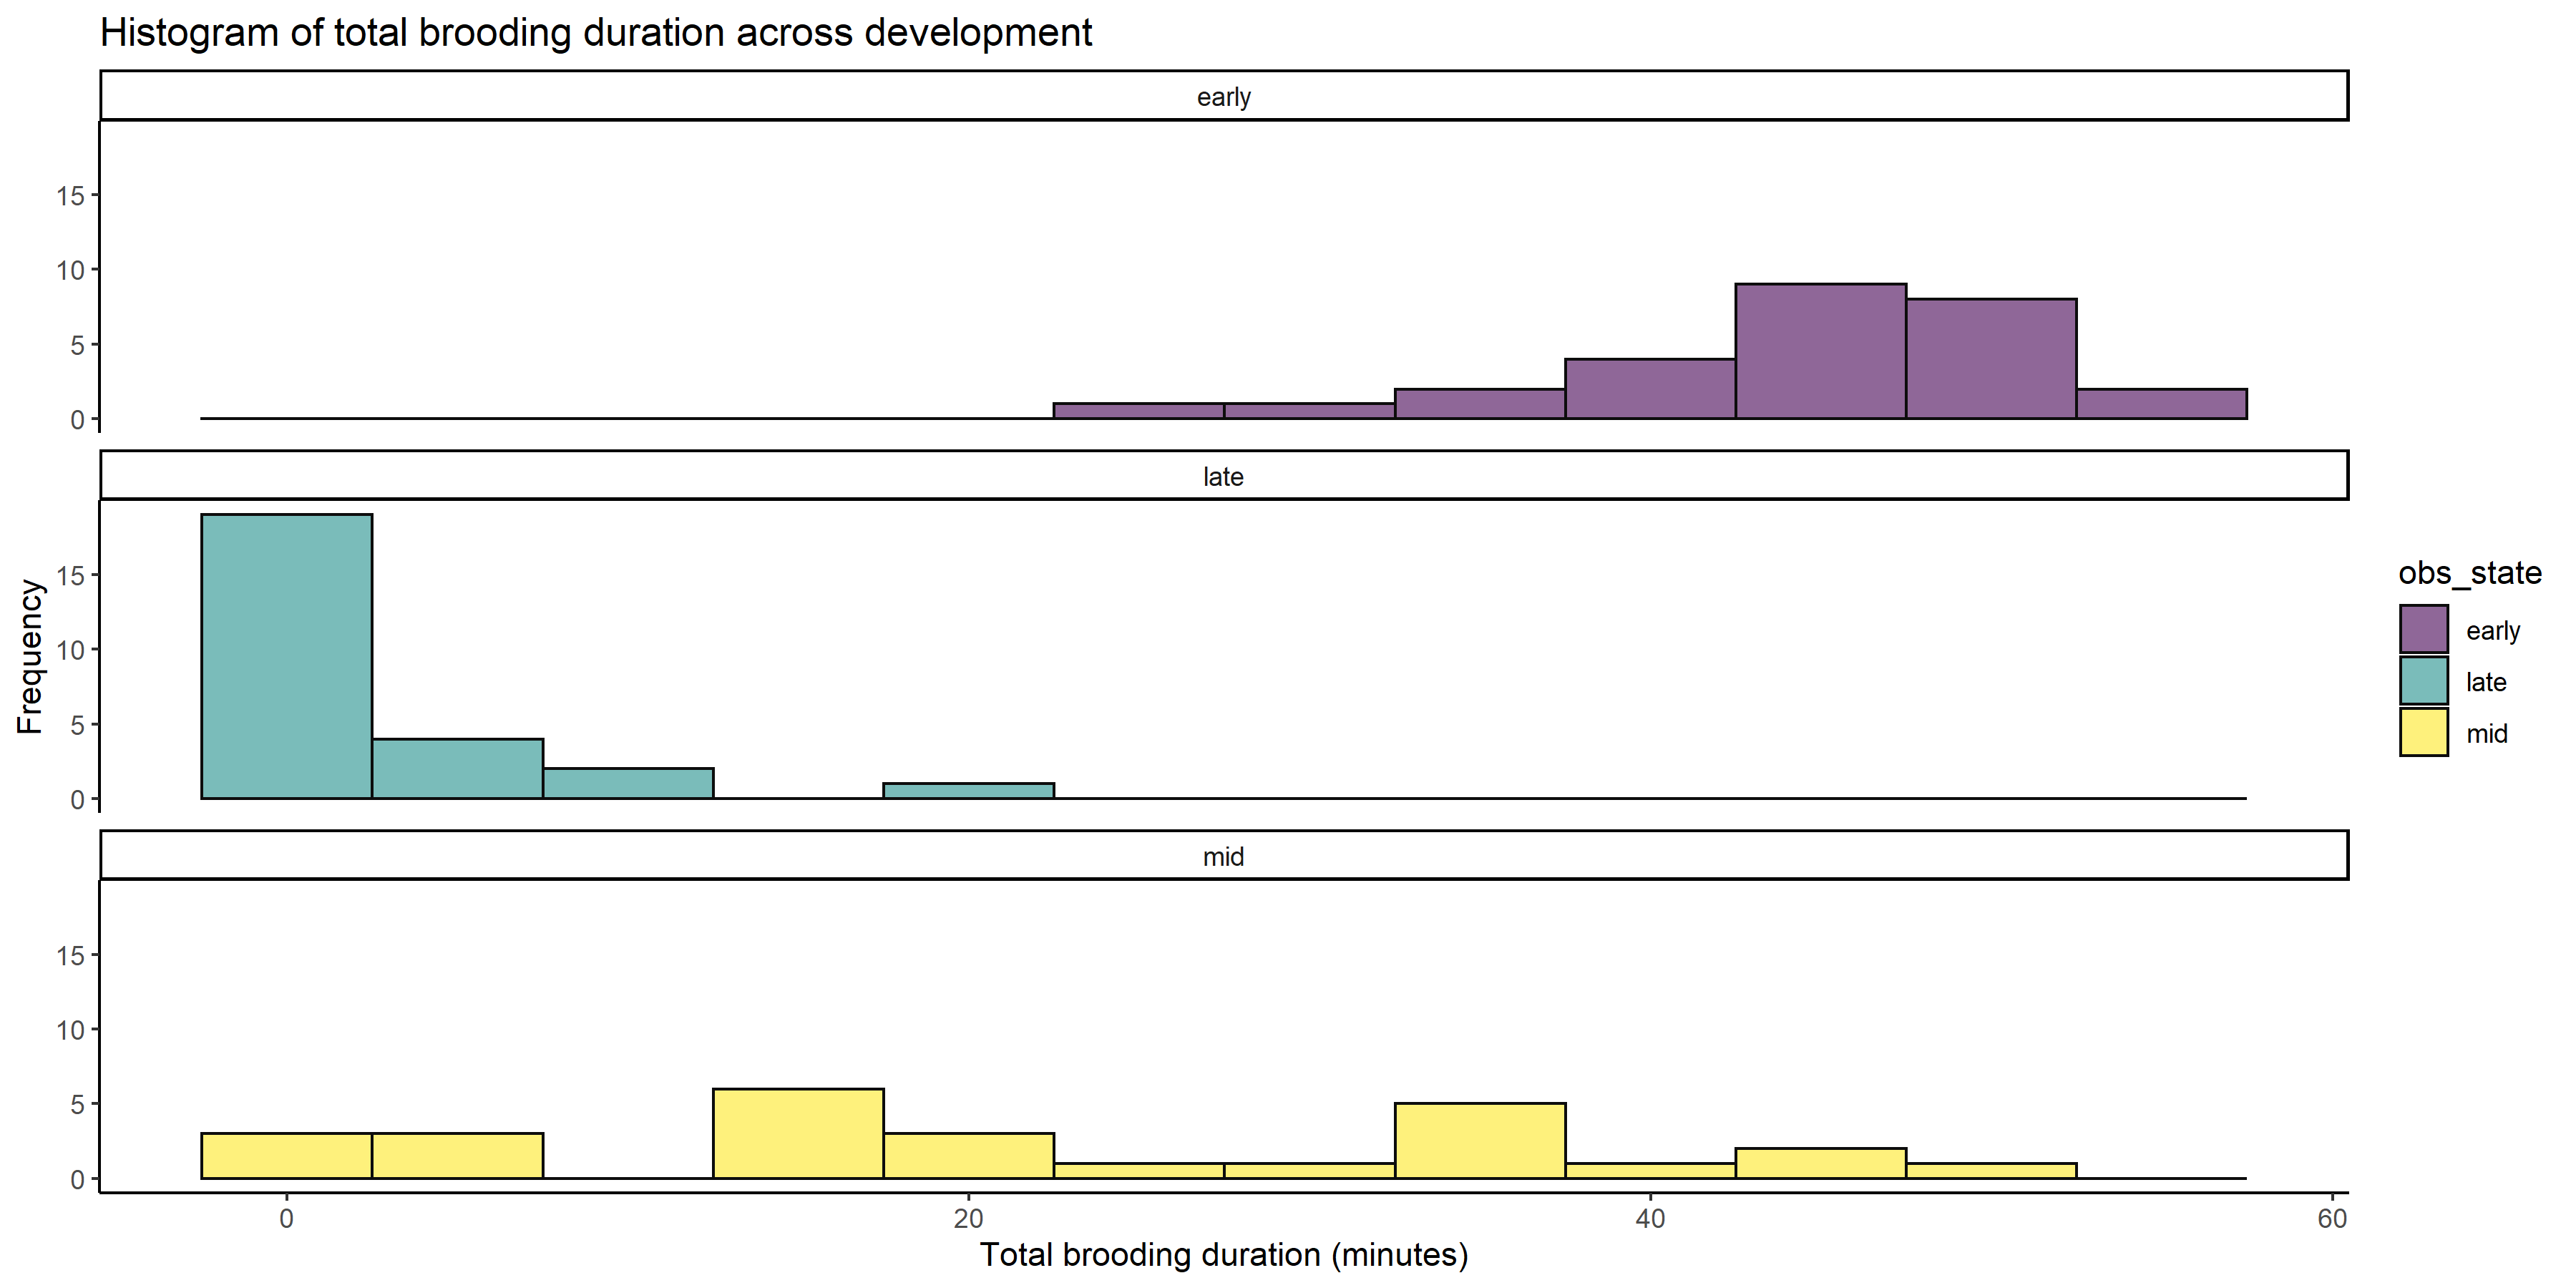 Histogram of total brooding duration across development
early
15
10
5
0
late
15
10
5
0
mid
15
10
5
0
0 20 40 60
Total brooding duration (minutes)
Frequency
obs_state
early
late
mid